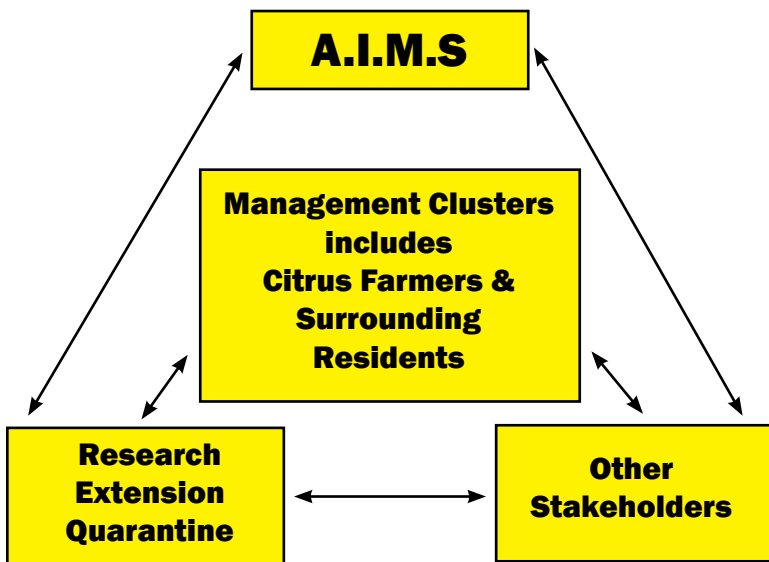 A.I.M.S
Management Clusters
includes
Citrus Farmers &
Surrounding
Residents
Research
Extension
Quarantine
Other
Stakeholders